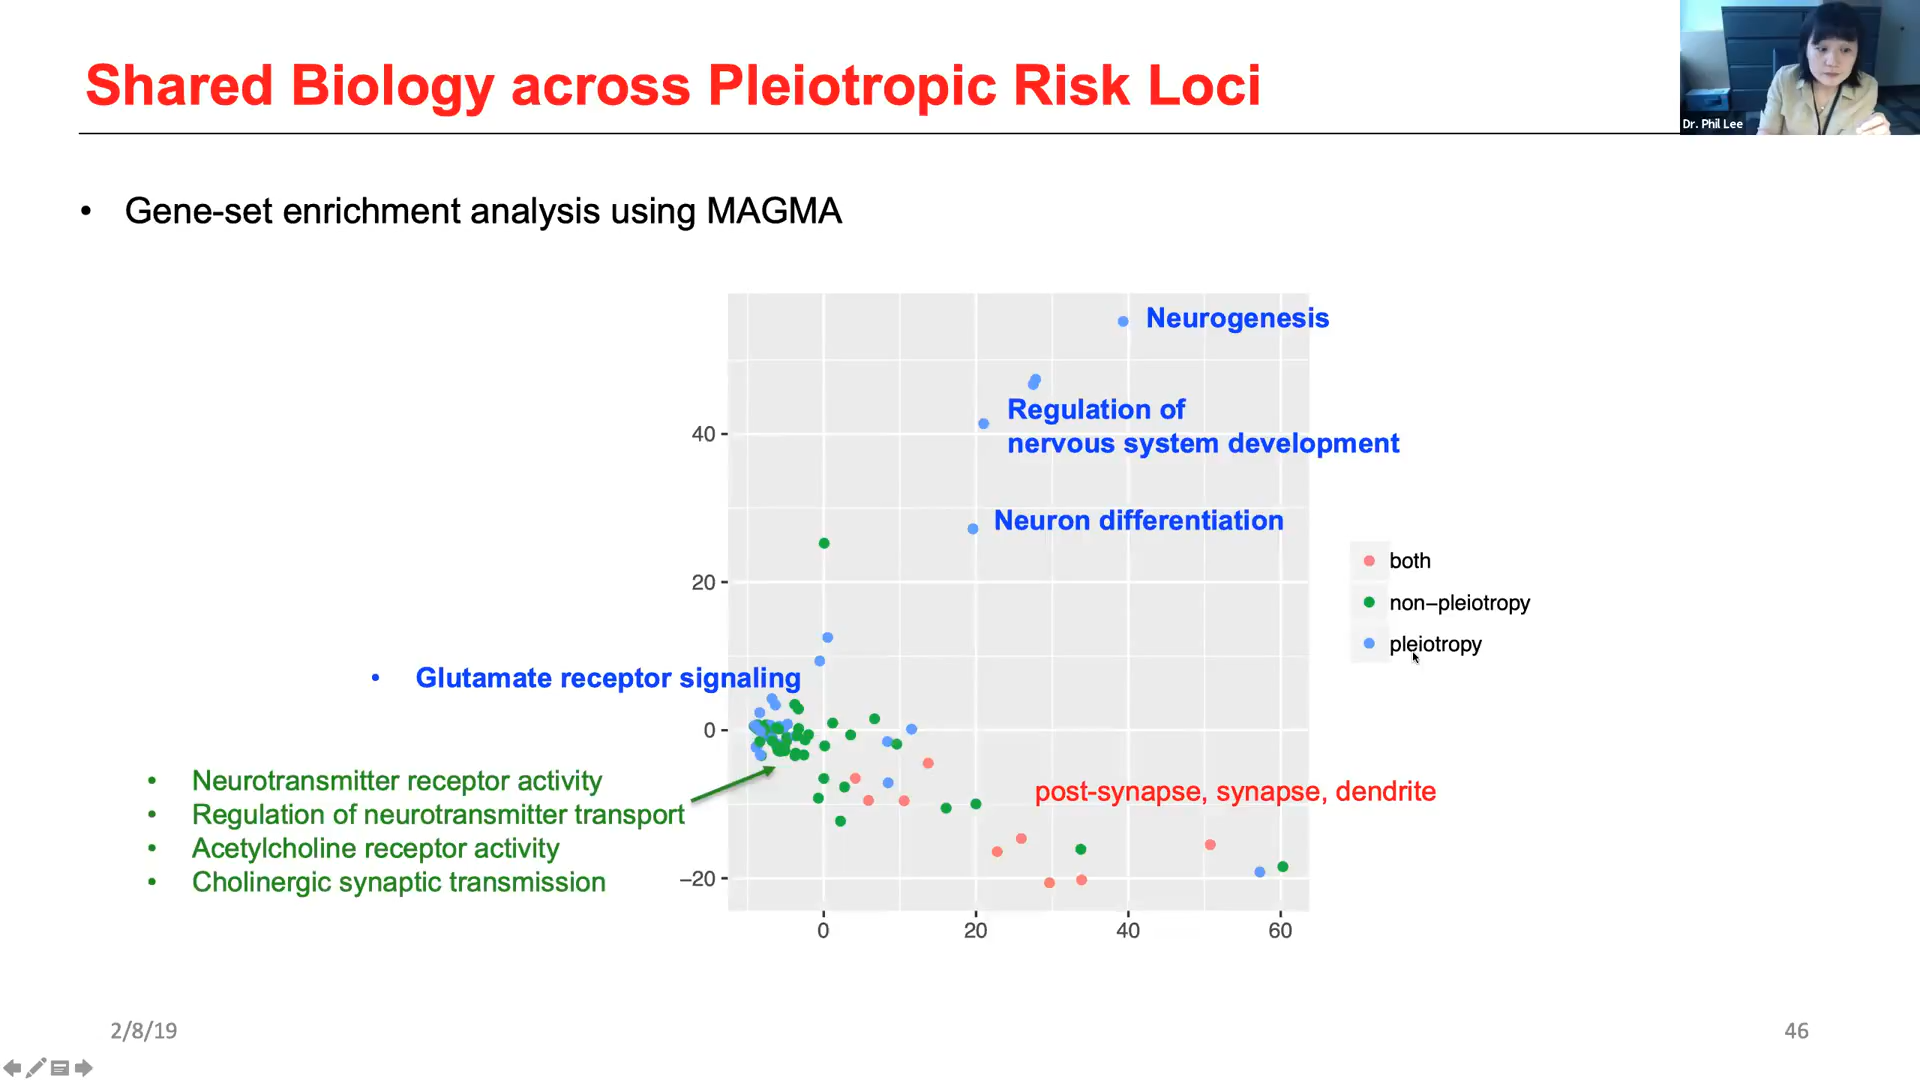 Shared Biology across Pleiotropic Risk Loci
Dr. Phil Lee
• Gene-set enrichment analysis using MAGMA
Neurogenesis
Regulation of
nervous system development
40
Neuron differentiation
both
20
non–pleiotropy
pleiotropy
• Glutamate receptor signaling
0
• Neurotransmitter receptor activity
post-synapse, synapse, dendrite
• Regulation of neurotransmitter transport
• Acetylcholine receptor activity
• Cholinergic synaptic transmission
−20
0 20 40 60
2/8/19
46